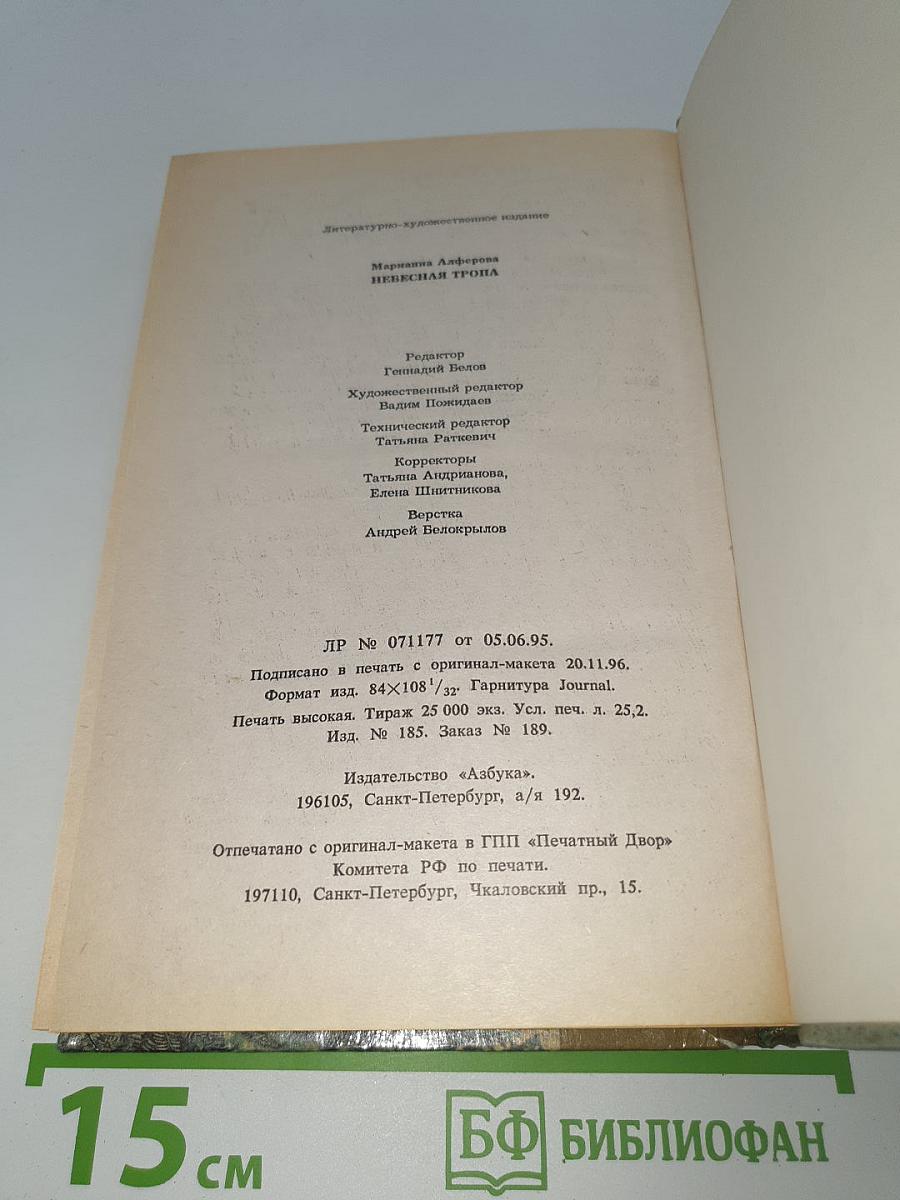 Литературно-художественное издание
Марианна Алферова
НЕБЕСНАЯ ТРОПА
Редактор
Геннадий Белов
Художественный редактор
Вадим Пожидаев
Технический редактор
Татьяна Раткевич
Корректоры
Татьяна Андрианова,
Елена Шнитникова
Верстка
Андрей Белокрылов
ЛР № 071177 от 05.06.95.
Подписано в печать с оригинал-макета 20.11.96.
Формат изд. 84×108 1/32. Гарнитура Journal.
Печать высокая. Тираж 25 000 экз. Усл. печ. л. 25,2.
Изд. № 185. Заказ № 189.
Издательство «Азбука».
196105, Санкт-Петербург, а/я 192.
Отпечатано с оригинал-макета в ГПП «Печатный Двор»
Комитета РФ по печати.
197110, Санкт-Петербург, Чкаловский пр., 15.
15 см
БФ БИБЛИОФАН